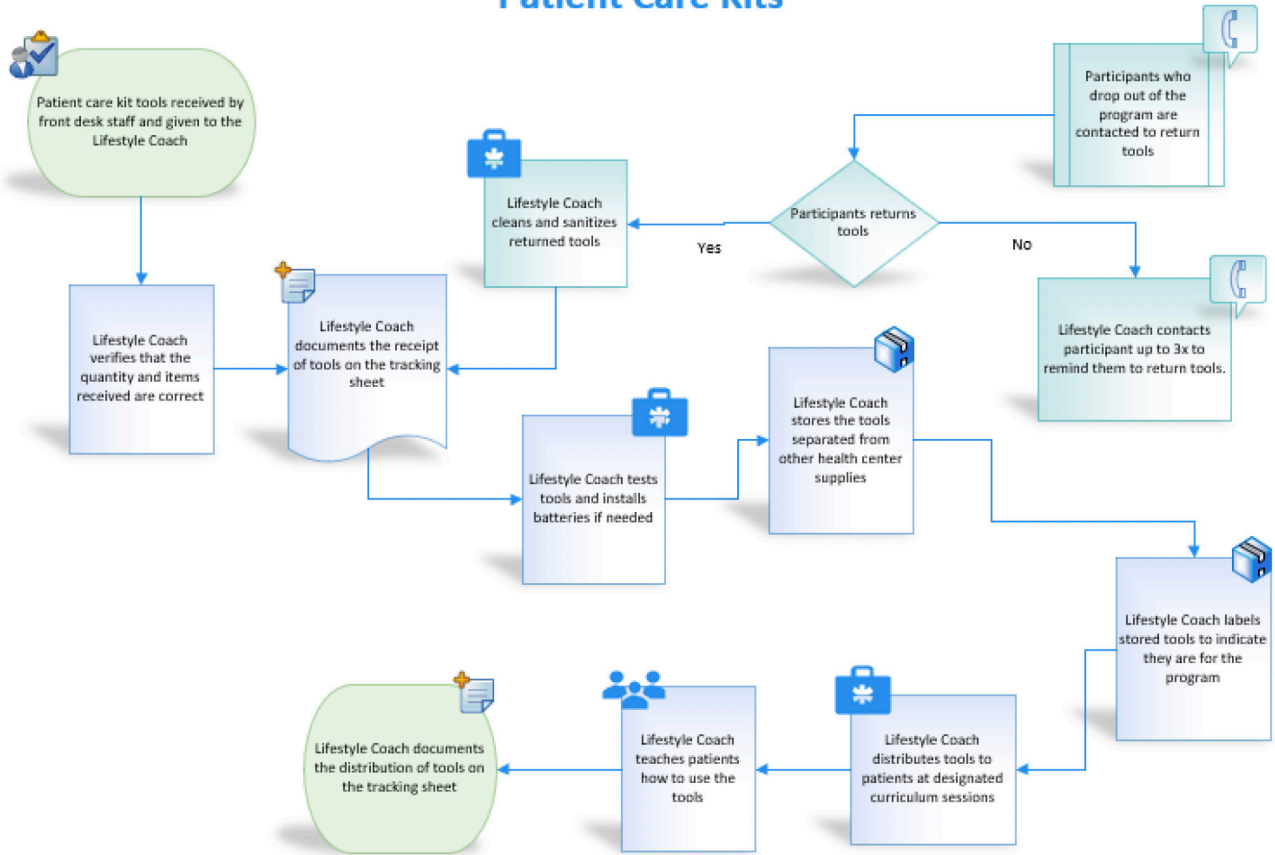 Patient Care Kits
Patient care kit tools received by
front desk staff and given to the
Lifestyle Coach
Participants who
drop out of the
program are
contacted to return
tools
Lifestyle Coach
cleans and sanitizes
returned tools
Participants returns
tools
Yes
No
Lifestyle Coach
verifies that the
quantity and items
received are correct
Lifestyle Coach
documents the receipt
of tools on the tracking
sheet
Lifestyle Coach contacts
participant up to 3x to
remind them to return tools.
Lifestyle Coach tests
tools and installs
batteries if needed
Lifestyle Coach
stores the tools
separated from
other health center
supplies
Lifestyle Coach labels
stored tools to indicate
they are for the
program
Lifestyle Coach
distributes tools to
patients at designated
curriculum sessions
Lifestyle Coach
teaches patients
how to use the
tools
Lifestyle Coach documents
the distribution of tools on
the tracking sheet